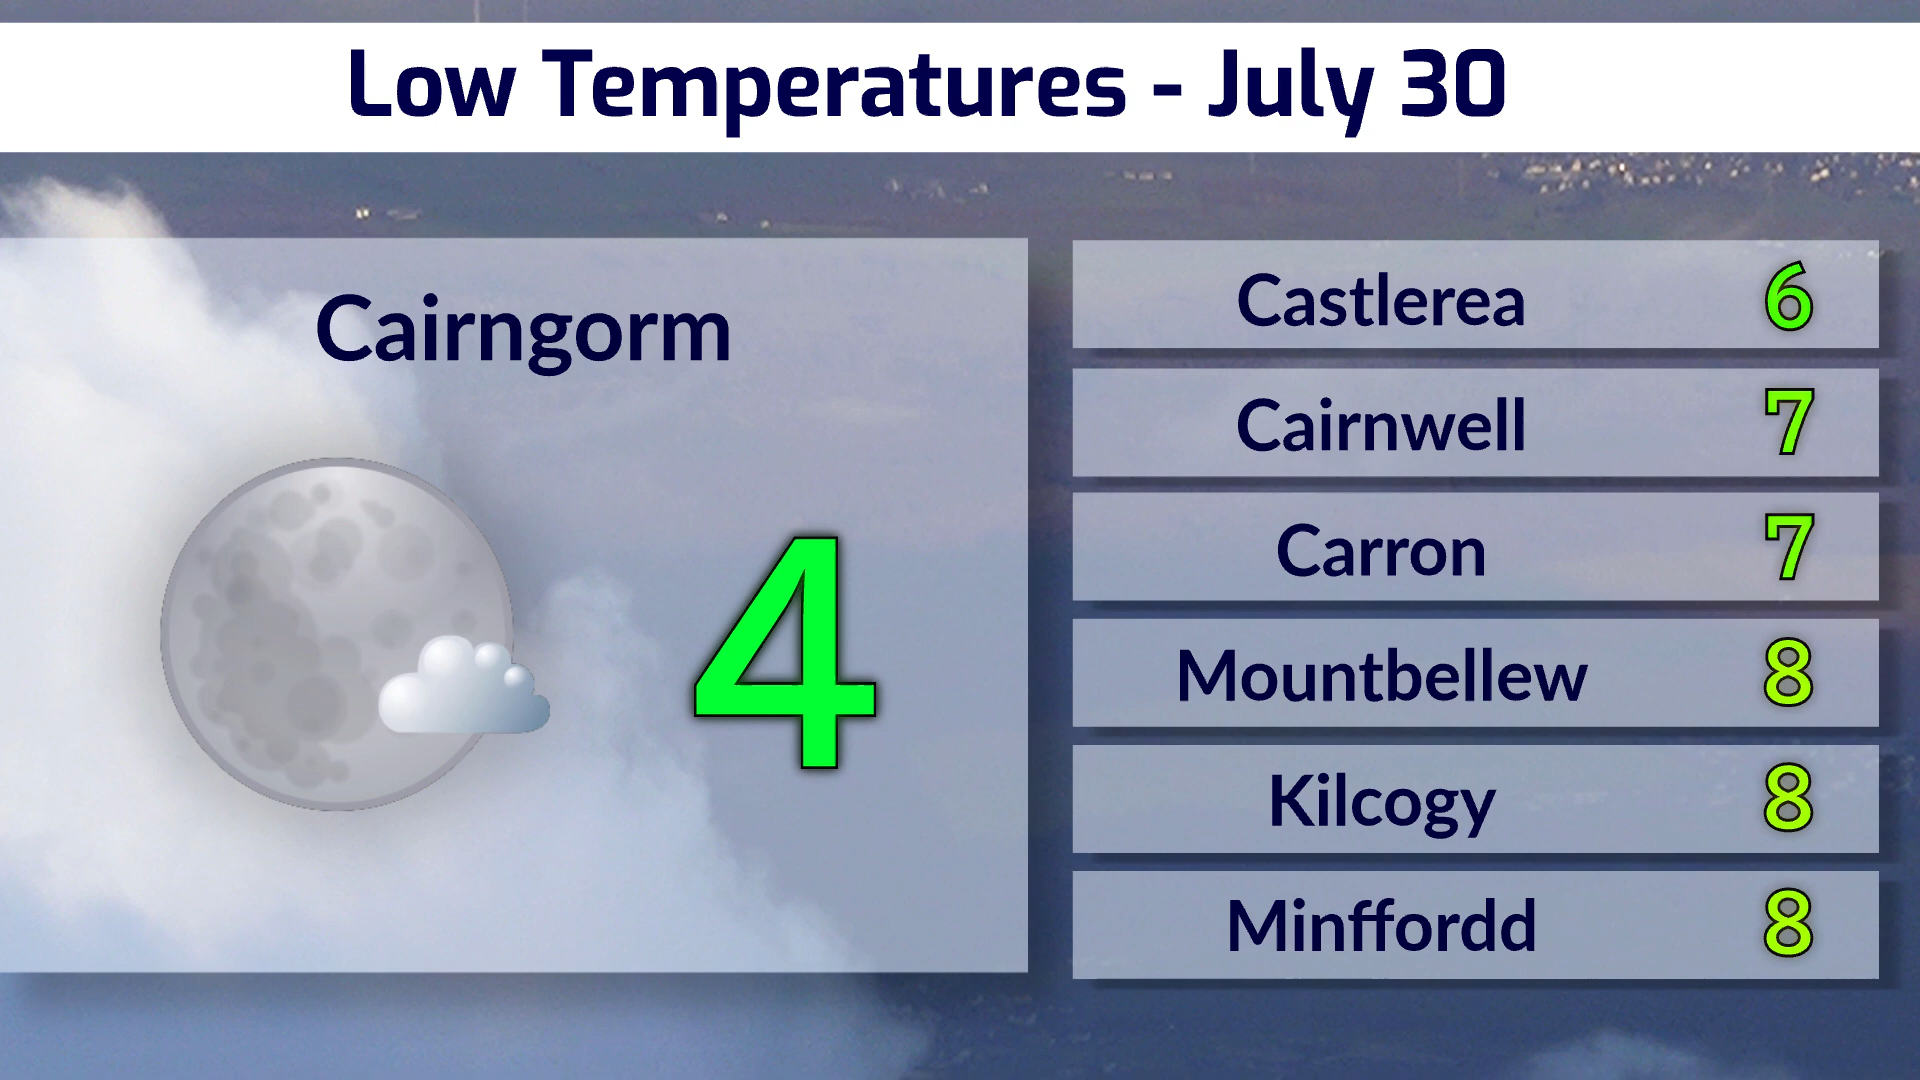 Low Temperatures - July 30
Cairngorm
4
Castlerea 6
Cairnwell 7
Carron 7
Mountbellew 8
Kilcogy 8
Minffordd 8